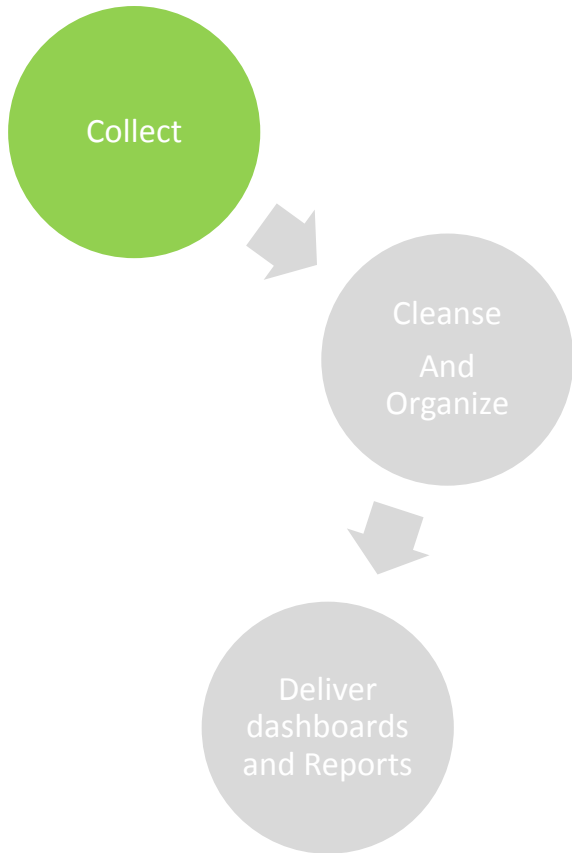 Collect
Cleanse
And
Organize
Deliver
dashboards
and Reports